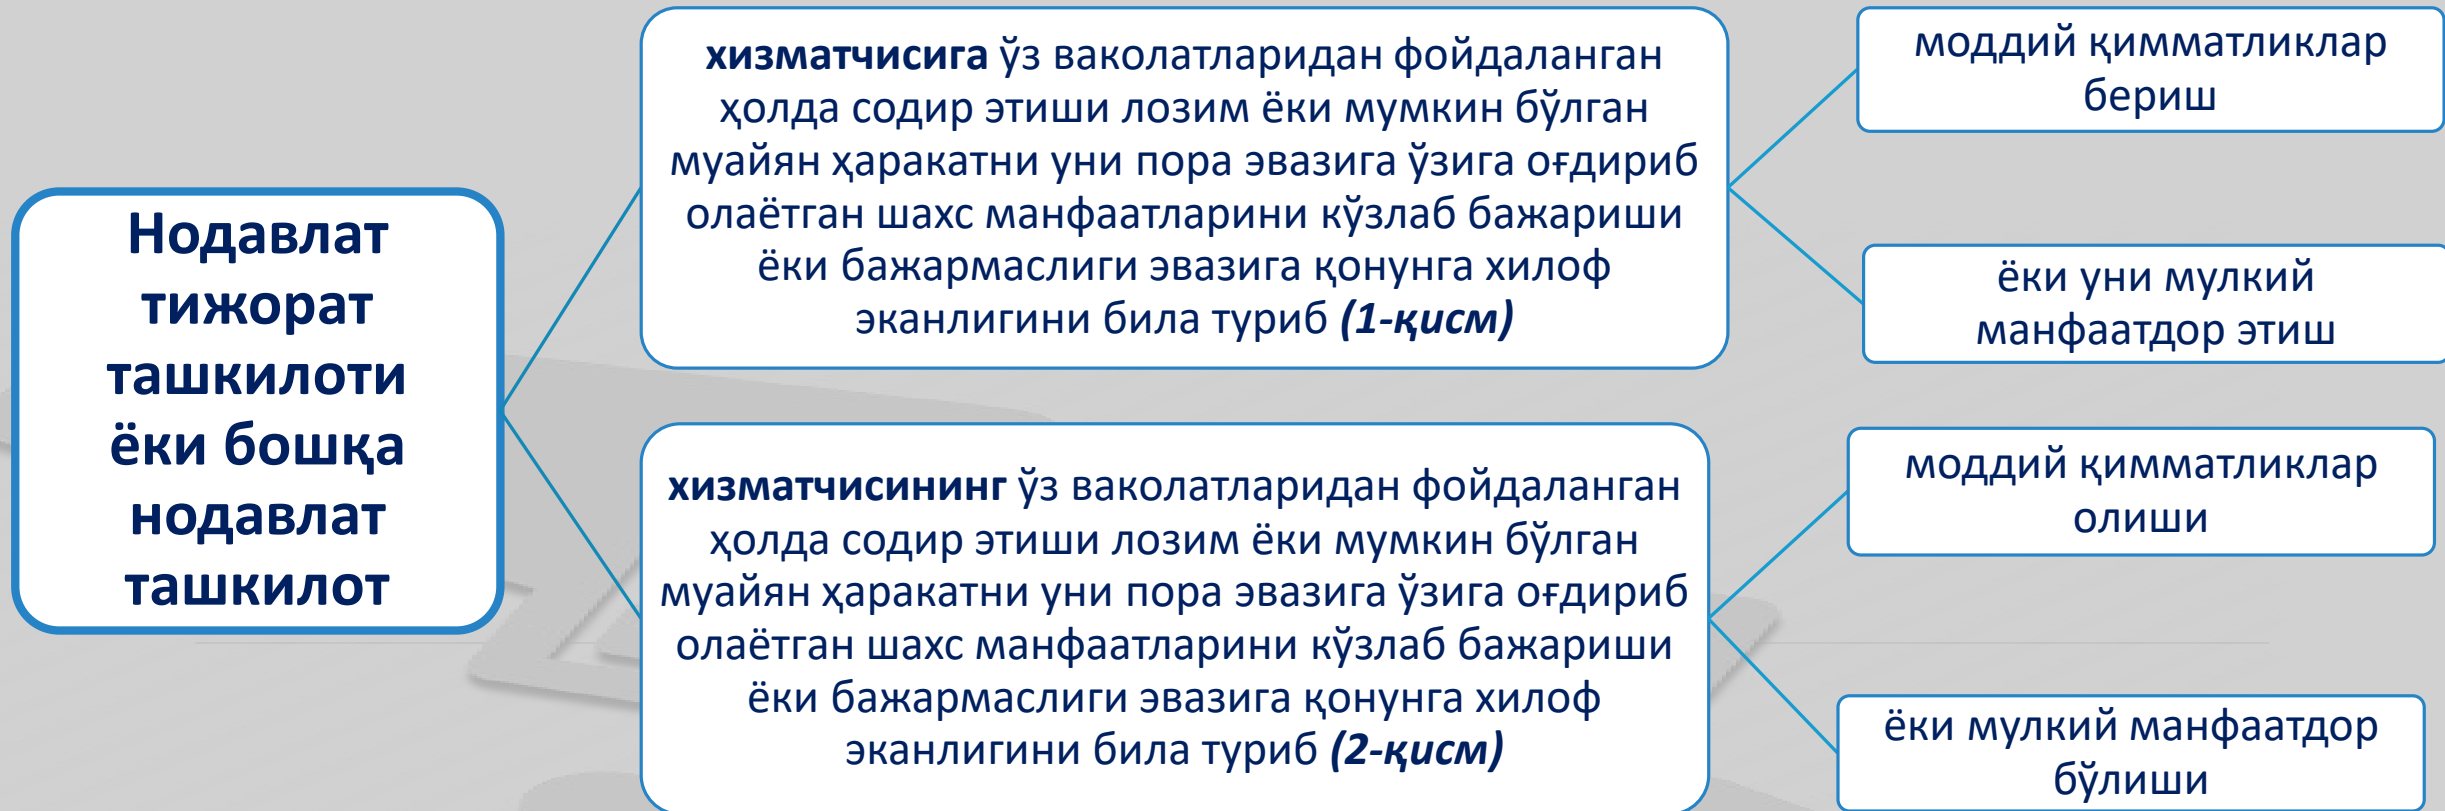 Нодавлат
тижорат
ташкилоти
ёки бошқа
нодавлат
ташкилот
хизматчисига ўз ваколатларидан фойдаланган
ҳолда содир этиши лозим ёки мумкин бўлган
муайян ҳаракатни уни пора эвазига ўзига оғдириб
олаётган шахс манфаатларини кўзлаб бажариши
ёки бажармаслиги эвазига қонунга хилоф
эканлигини била туриб (1-қисм)
моддий қимматликлар
бериш
ёки уни мулкий
манфаатдор этиш
хизматчисининг ўз ваколатларидан фойдаланган
ҳолда содир этиши лозим ёки мумкин бўлган
муайян ҳаракатни уни пора эвазига ўзига оғдириб
олаётган шахс манфаатларини кўзлаб бажариши
ёки бажармаслиги эвазига қонунга хилоф
эканлигини била туриб (2-қисм)
моддий қимматликлар
олиши
ёки мулкий манфаатдор
бўлиши